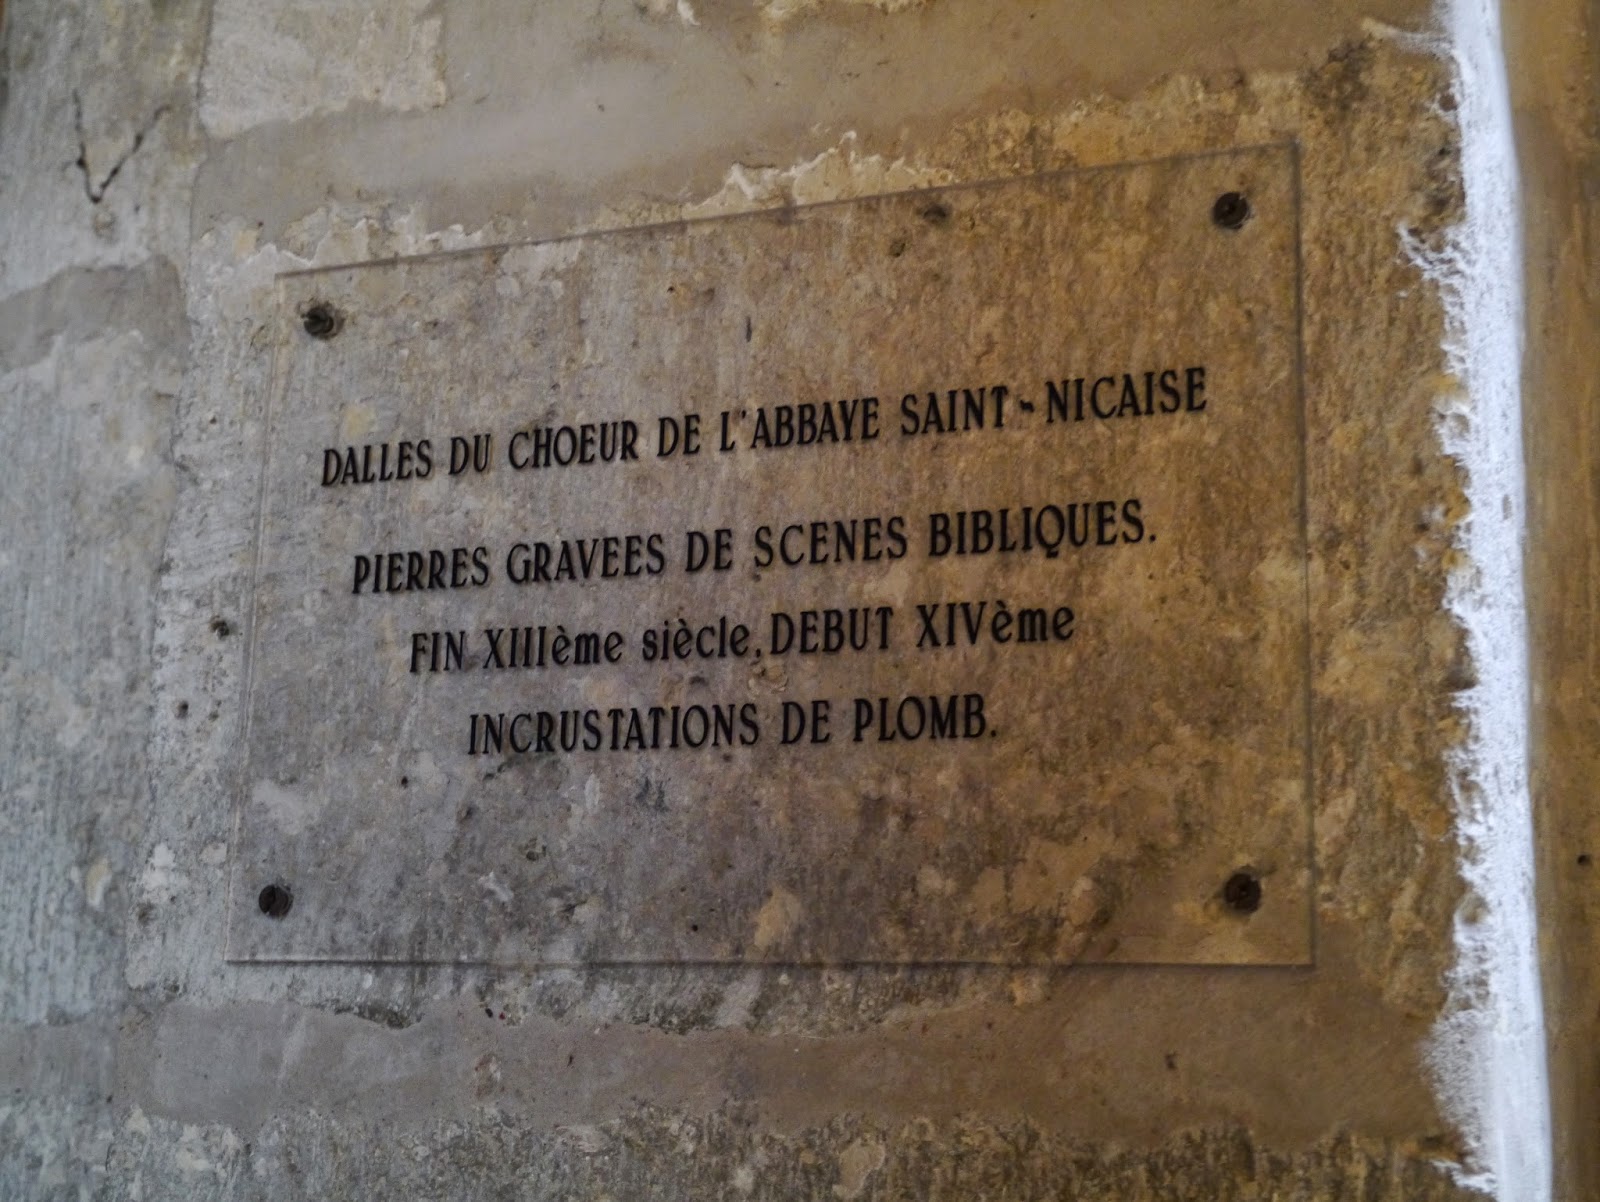 DALLES DU CHOEUR DE L'ABBAYE SAINT-NICAISE
PIERRES GRAVEES DE SCENES BIBLIQUES.
FIN XIIIème siècle. DEBUT XIVème
INCRUSTATIONS DE PLOMB.